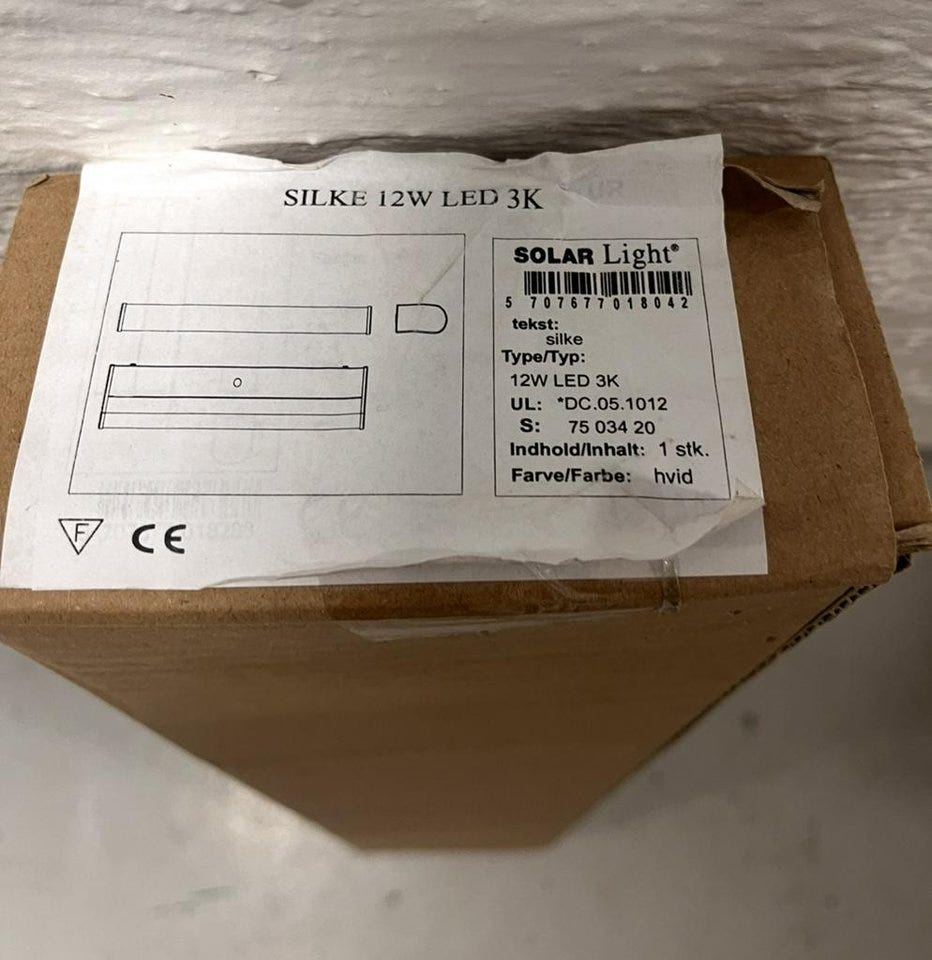 SILKE 12W LED 3K
SOLAR Light®
5 707677 018042
tekst:
silke
Type/Typ:
12W LED 3K
UL: *DC.05.1012
S: 75 034 20
Indhold/Inhalt: 1 stk.
Farve/Farbe: hvid
F CE